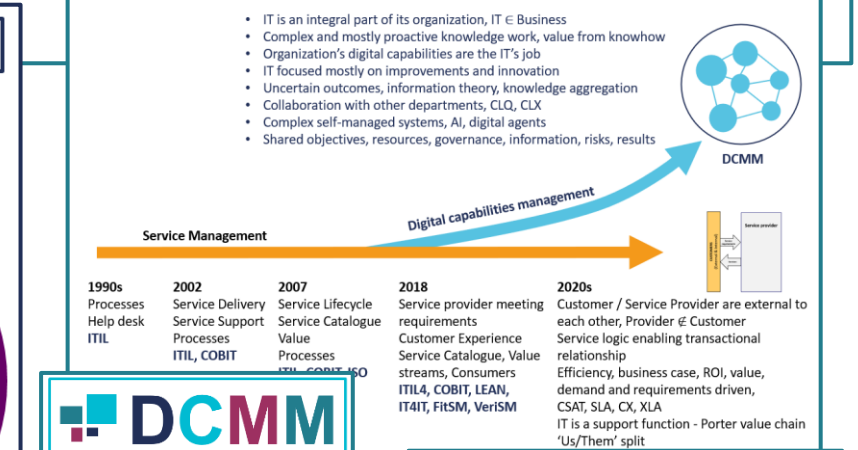 • IT is an integral part of its organization, IT ∈ Business
• Complex and mostly proactive knowledge work, value from knowhow
• Organization's digital capabilities are the IT's job
• IT focused mostly on improvements and innovation
• Uncertain outcomes, information theory, knowledge aggregation
• Collaboration with other departments, CLQ, CLX
• Complex self-managed systems, AI, digital agents
• Shared objectives, resources, governance, information, risks, results
DCMM
Digital capabilities management
Service Management
Service provider
1990s
Processes
Help desk
ITIL
2002
Service Delivery
Service Support
Processes
ITIL, COBIT
2007
Service Lifecycle
Service Catalogue
Value
Processes
ITIL, COBIT, ISO
2018
Service provider meeting
requirements
Customer Experience
Service Catalogue, Value
streams, Consumers
ITIL4, COBIT, LEAN,
IT4IT, FitSM, VeriSM
2020s
Customer / Service Provider are external to
each other, Provider ∉ Customer
Service logic enabling transactional
relationship
Efficiency, business case, ROI, value,
demand and requirements driven,
CSAT, SLA, CX, XLA
IT is a support function - Porter value chain
'Us/Them' split
DCMM